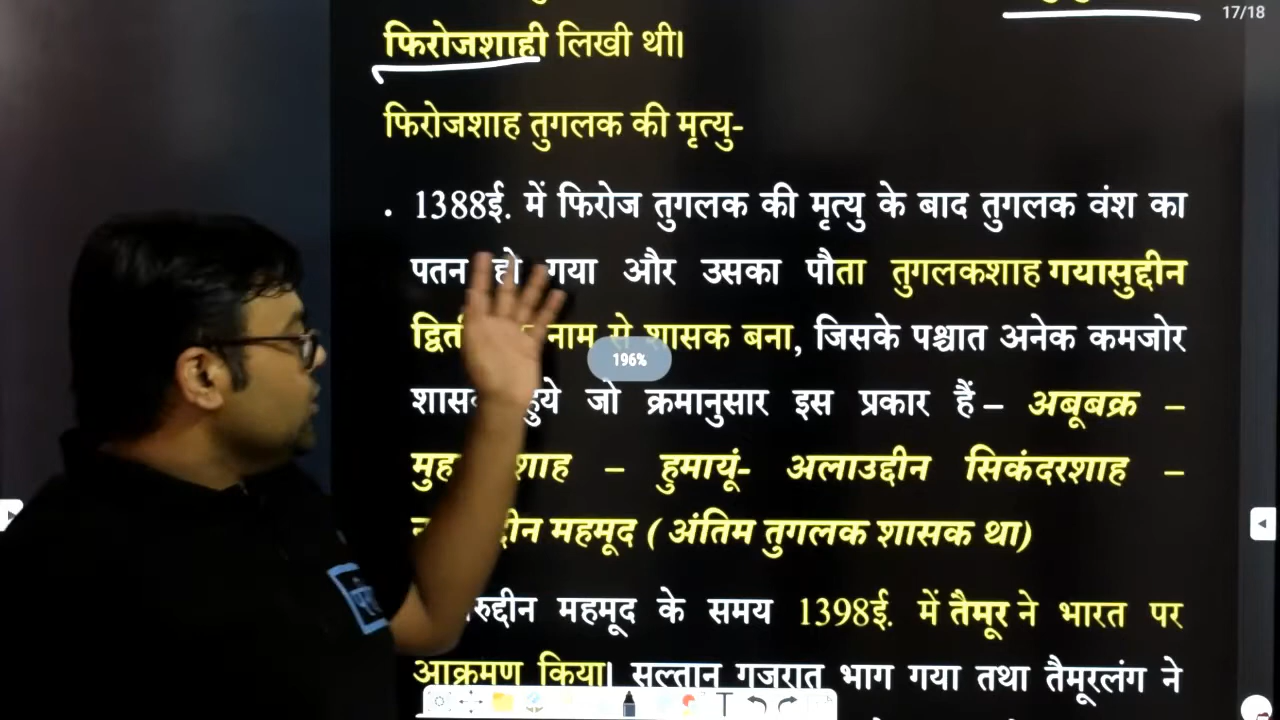 17/18
फिरोजशाही लिखी थी।
फिरोजशाह तुगलक की मृत्यु-
. 1388ई. में फिरोज तुगलक की मृत्यु के बाद तुगलक वंश का
पतन हो गया और उसका पौता तुगलकशाह गयासुद्दीन
नाम से शासक बना, जिसके पश्चात अनेक कमजोर
196%
हुये जो क्रमानुसार इस प्रकार हैं – अबूबक्र –
शाह – हुमायूं- अलाउद्दीन सिकंदरशाह –
महमूद ( अंतिम तुगलक शासक था)
महमूद के समय 1398ई. में तैमूर ने भारत पर
आक्रमण किया। सुल्तान गुजरात भाग गया तथा तैमूरलंग ने
T